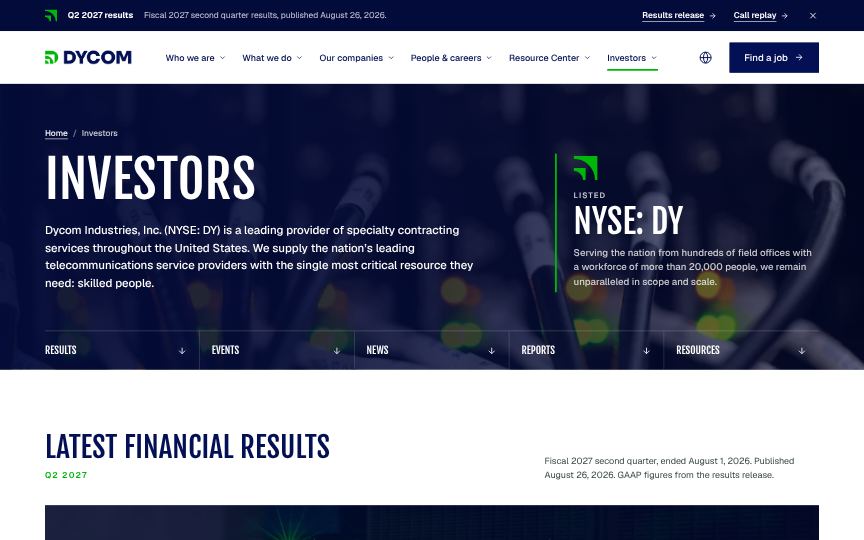 Q2 2027 results Fiscal 2027 second quarter results, published August 26, 2026. Results release Call replay
DYCOM Who we are What we do Our companies People & careers Resource Center Investors Find a job
Home / Investors
INVESTORS
Dycom Industries, Inc. (NYSE: DY) is a leading provider of specialty contracting
services throughout the United States. We supply the nation's leading
telecommunications service providers with the single most critical resource they
need: skilled people.
LISTED
NYSE: DY
Serving the nation from hundreds of field offices with
a workforce of more than 20,000 people, we remain
unparalleled in scope and scale.
RESULTS EVENTS NEWS REPORTS RESOURCES
LATEST FINANCIAL RESULTS
Q2 2027
Fiscal 2027 second quarter, ended August 1, 2026. Published
August 26, 2026. GAAP figures from the results release.